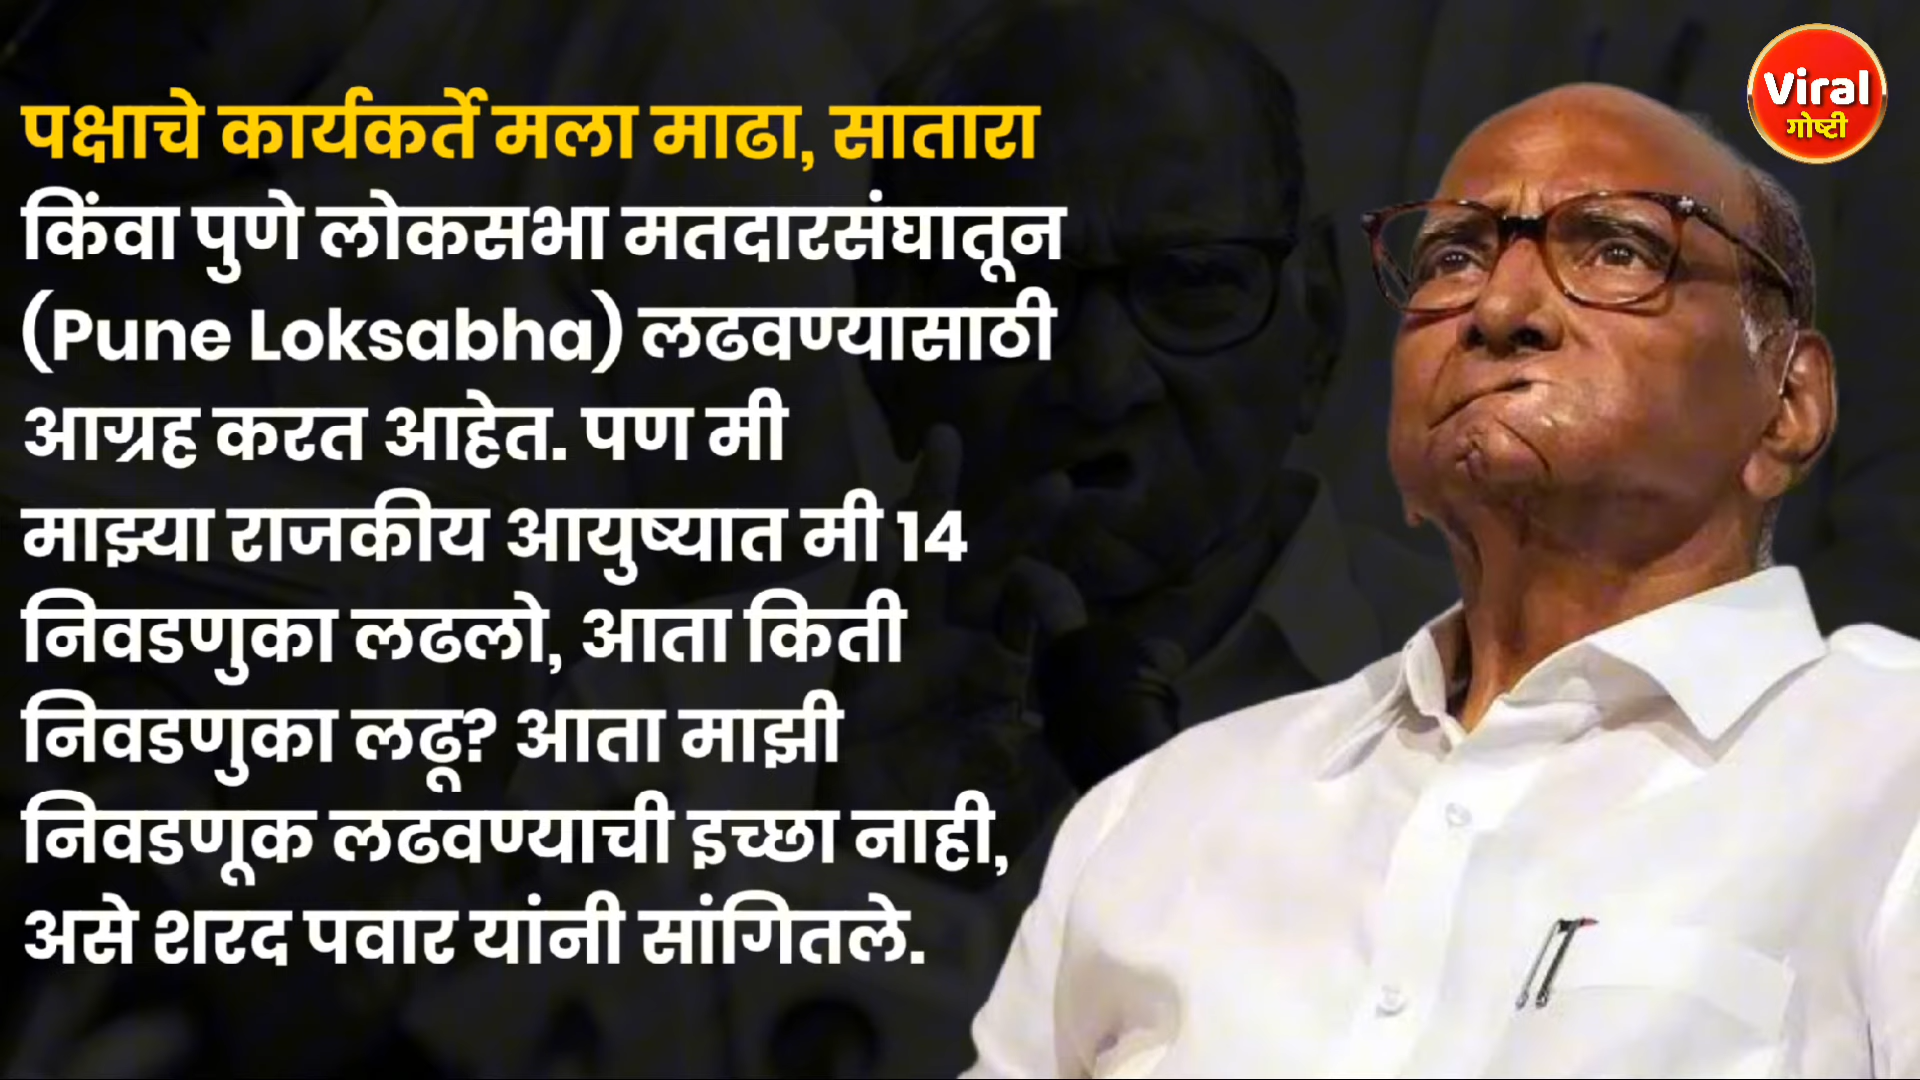 पक्षाचे कार्यकर्ते मला माढा, सातारा
किंवा पुणे लोकसभा मतदारसंघातून
(Pune Loksabha) लढवण्यासाठी
आग्रह करत आहेत. पण मी
माझ्या राजकीय आयुष्यात मी 14
निवडणुका लढलो, आता किती
निवडणुका लढू? आता माझी
निवडणूक लढवण्याची इच्छा नाही,
असे शरद पवार यांनी सांगितले.
Viral
गोष्टी